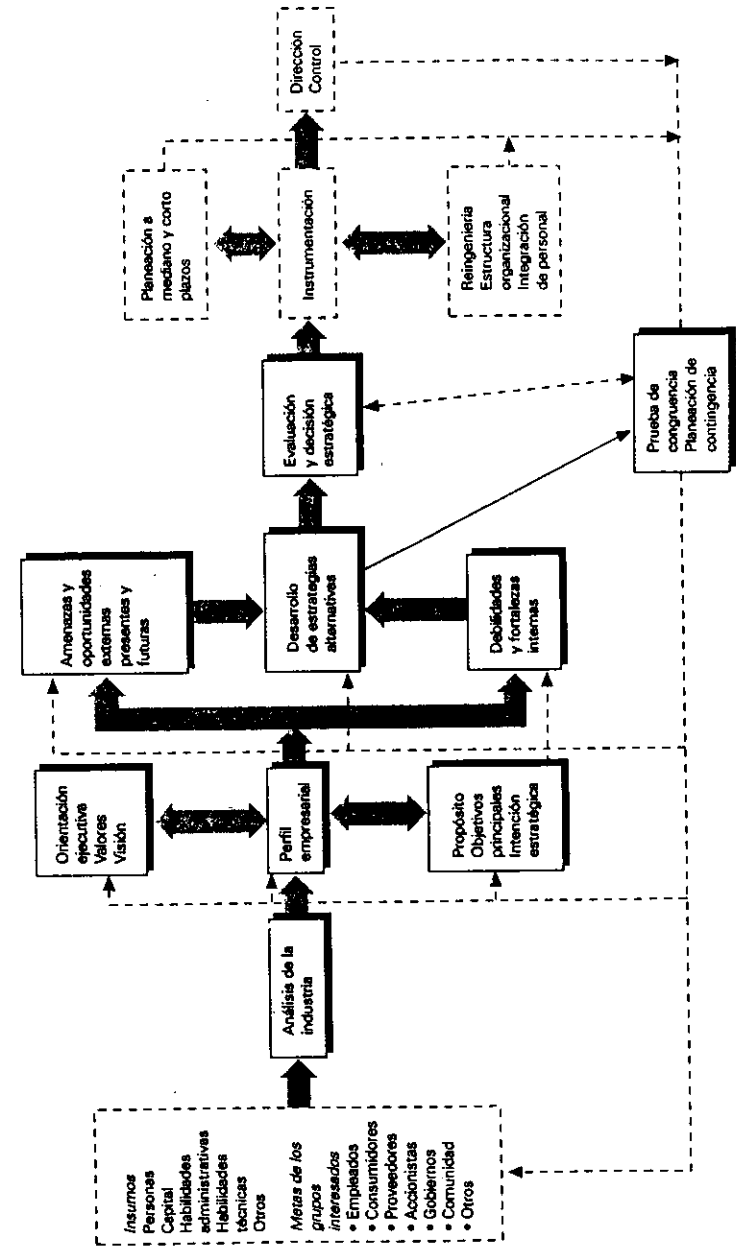 Insumos
Personas
Capital
Habilidades
administrativas
Habilidades
técnicas
Otros
Metas de los
grupos
interesados
• Empleados
• Consumidores
• Proveedores
• Accionistas
• Gobiernos
• Comunidad
• Otros
Análisis de la
industria
Orientación
ejecutiva
Valores
Visión
Perfil
empresarial
Propósito
Objetivos
principales
Intención
estratégica
Amenazas y
oportunidades
externas
presentes y
futuras
Desarrollo
de estrategias
alternatives
Debilidades
y fortalezas
internas
Evaluación
y decisión
estratégica
Planeación a
mediano y corto
plazos
Instrumentación
Reingeniería
Estructura
organizacional
Integración
de personal
Dirección
Control
Prueba de
congruencia
Planeación de
contingencia